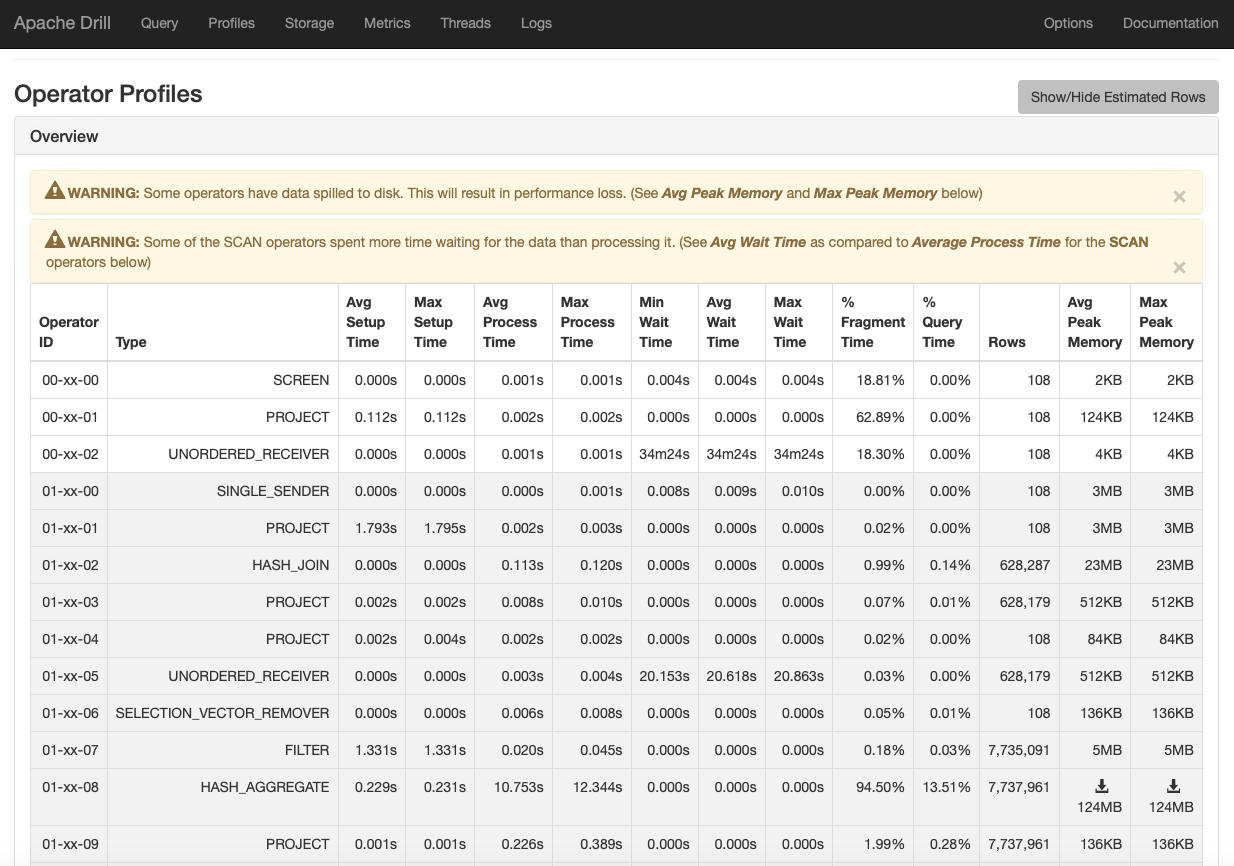 Apache Drill Query Profiles Storage Metrics Threads Logs Options Documentation
Operator Profiles
Show/Hide Estimated Rows
Overview
WARNING: Some operators have data spilled to disk. This will result in performance loss. (See Avg Peak Memory and Max Peak Memory below) ×
WARNING: Some of the SCAN operators spent more time waiting for the data than processing it. (See Avg Wait Time as compared to Average Process Time for the SCAN
operators below) ×
Operator ID Type Avg Setup Time Max Setup Time Avg Process Time Max Process Time Min Wait Time Avg Wait Time Max Wait Time % Fragment Time % Query Time Rows Avg Peak Memory Max Peak Memory
00-xx-00 SCREEN 0.000s 0.000s 0.001s 0.001s 0.004s 0.004s 0.004s 18.81% 0.00% 108 2KB 2KB
00-xx-01 PROJECT 0.112s 0.112s 0.002s 0.002s 0.000s 0.000s 0.000s 62.89% 0.00% 108 124KB 124KB
00-xx-02 UNORDERED_RECEIVER 0.000s 0.000s 0.001s 0.001s 34m24s 34m24s 34m24s 18.30% 0.00% 108 4KB 4KB
01-xx-00 SINGLE_SENDER 0.000s 0.000s 0.000s 0.001s 0.008s 0.009s 0.010s 0.00% 0.00% 108 3MB 3MB
01-xx-01 PROJECT 1.793s 1.795s 0.002s 0.003s 0.000s 0.000s 0.000s 0.02% 0.00% 108 3MB 3MB
01-xx-02 HASH_JOIN 0.000s 0.000s 0.113s 0.120s 0.000s 0.000s 0.000s 0.99% 0.14% 628,287 23MB 23MB
01-xx-03 PROJECT 0.002s 0.002s 0.008s 0.010s 0.000s 0.000s 0.000s 0.07% 0.01% 628,179 512KB 512KB
01-xx-04 PROJECT 0.002s 0.004s 0.002s 0.002s 0.000s 0.000s 0.000s 0.02% 0.00% 108 84KB 84KB
01-xx-05 UNORDERED_RECEIVER 0.000s 0.000s 0.003s 0.004s 20.153s 20.618s 20.863s 0.03% 0.00% 628,179 512KB 512KB
01-xx-06 SELECTION_VECTOR_REMOVER 0.000s 0.000s 0.006s 0.008s 0.000s 0.000s 0.000s 0.05% 0.01% 108 136KB 136KB
01-xx-07 FILTER 1.331s 1.331s 0.020s 0.045s 0.000s 0.000s 0.000s 0.18% 0.03% 7,735,091 5MB 5MB
01-xx-08 HASH_AGGREGATE 0.229s 0.231s 10.753s 12.344s 0.000s 0.000s 0.000s 94.50% 13.51% 7,737,961 124MB 124MB
01-xx-09 PROJECT 0.001s 0.001s 0.226s 0.389s 0.000s 0.000s 0.000s 1.99% 0.28% 7,737,961 136KB 136KB